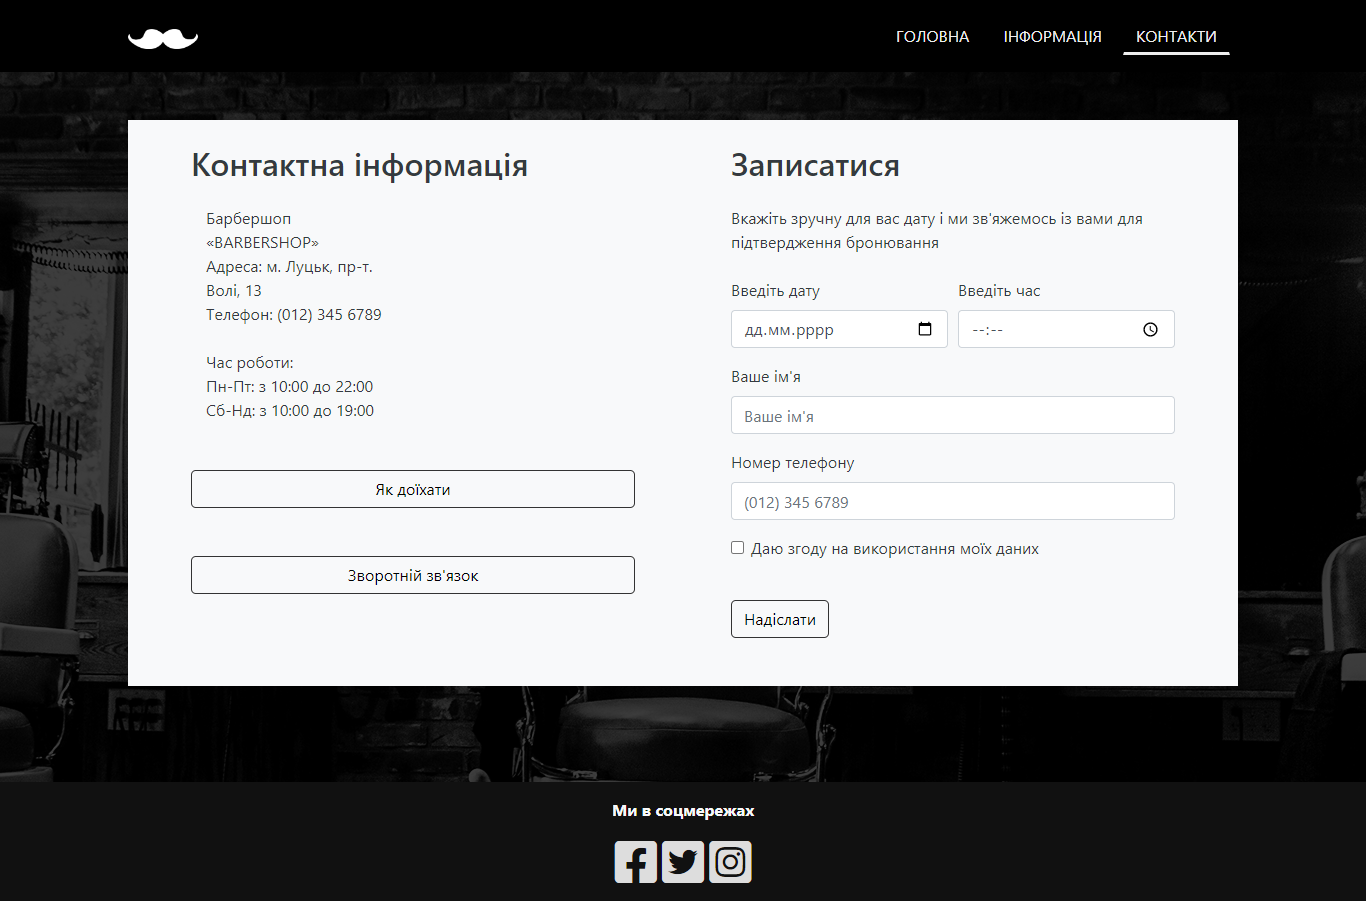 ГОЛОВНА ІНФОРМАЦІЯ КОНТАКТИ
Контактна інформація
Барбершоп
«BARBERSHOP»
Адреса: м. Луцьк, пр-т.
Волі, 13
Телефон: (012) 345 6789
Час роботи:
Пн-Пт: з 10:00 до 22:00
Сб-Нд: з 10:00 до 19:00
Як доїхати
Зворотній зв'язок
Записатися
Вкажіть зручну для вас дату і ми зв'яжемось із вами для
підтвердження бронювання
Введіть дату Введіть час
дд.мм.рррр --:--
Ваше ім'я
Ваше ім'я
Номер телефону
(012) 345 6789
Даю згоду на використання моїх даних
Надіслати
Ми в соцмережах